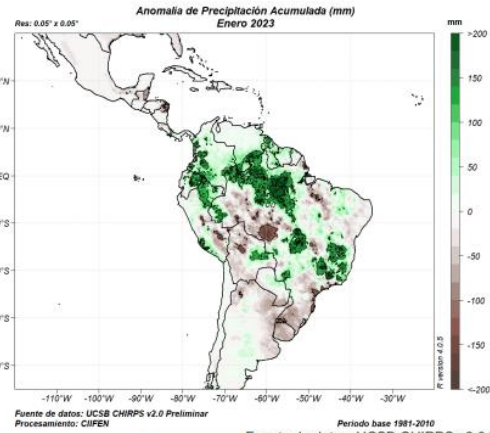 Anomalía de Precipitación Acumulada (mm)
Enero 2023
Res: 0.05° x 0.05°
mm
>200
150
100
50
0
-50
-100
-150
<-200
°N
°N
EQ
°S
°S
°S
°S
-110°W
-100°W
-90°W
-80°W
-70°W
-60°W
-50°W
-40°W
-30°W
R version 4.0.5
Fuente de datos: UCSB CHIRPS v2.0 Preliminar
Procesamiento: CIIFEN
Periodo base 1981-2010